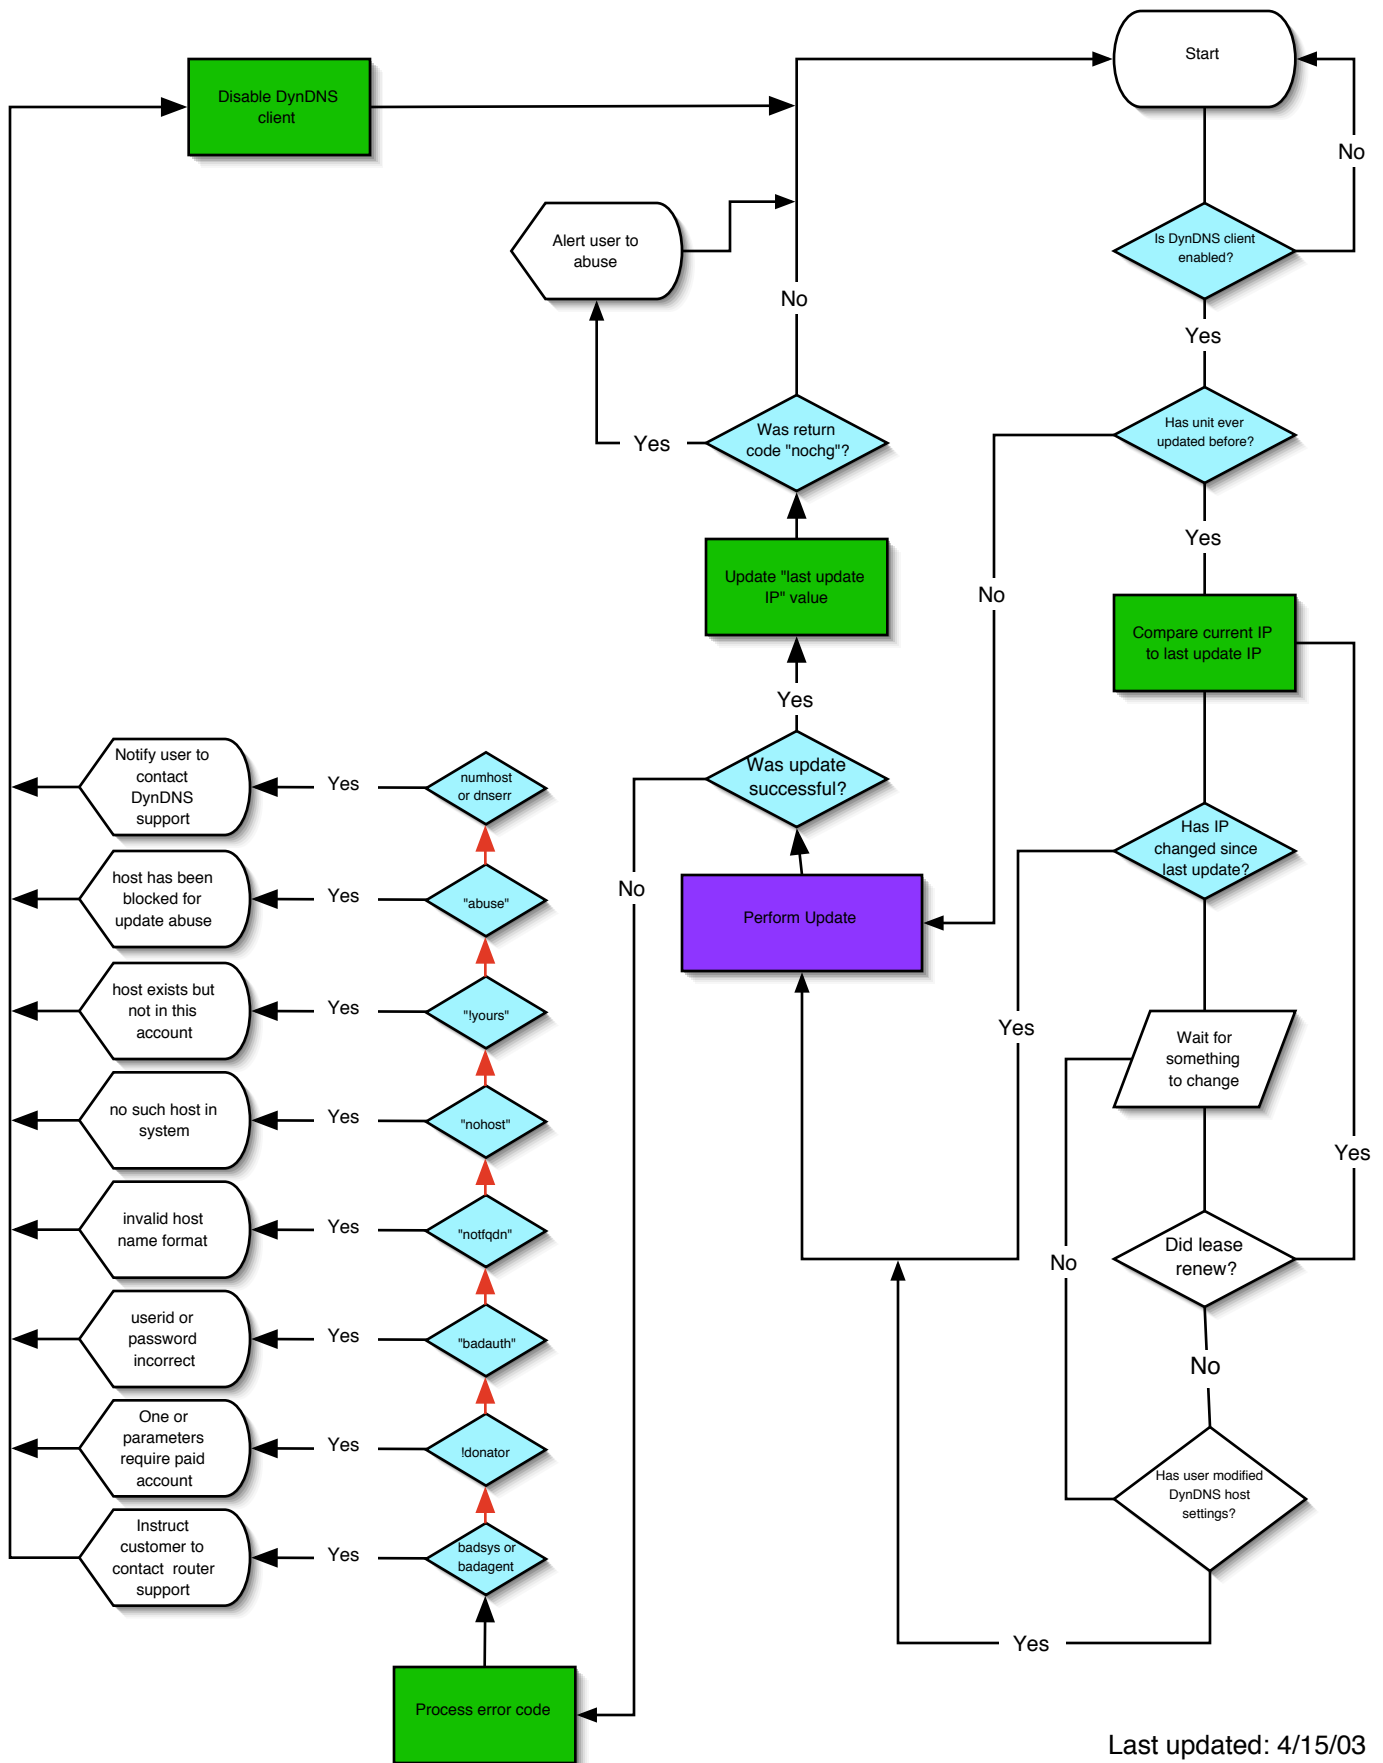 Start
Disable DynDNS
client
No
Alert user to
abuse
Is DynDNS client
enabled?
No
Yes
Was return
code "nochg"?
Yes
Has unit ever
updated before?
Yes
Update "last update
IP" value
No
Compare current IP
to last update IP
Yes
Notify user to
contact
DynDNS
support
Yes
numhost
or dnserr
Was update
successful?
Has IP
changed since
last update?
No
host has been
blocked for
update abuse
Yes
"abuse"
Perform Update
host exists but
not in this
account
Yes
"!yours"
Yes
Wait for
something
to change
no such host in
system
Yes
"nohost"
Yes
invalid host
name format
Yes
"notfqdn"
No
Did lease
renew?
userid or
password
incorrect
Yes
"badauth"
No
One or
parameters
require paid
account
Yes
!donator
Has user modified
DynDNS host
settings?
Instruct
customer to
contact  router
support
Yes
badsys or
badagent
Yes
Process error code
Last updated: 4/15/03